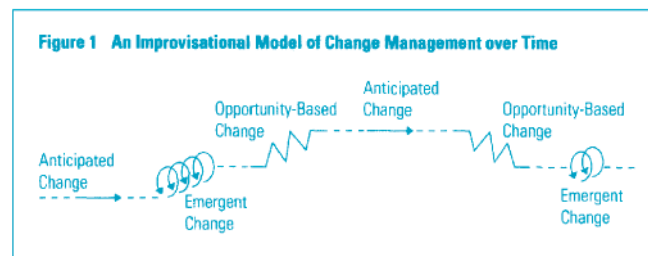 Figure 1 An Improvisational Model of Change Management over Time
Anticipated
Change
Opportunity-Based
Change
Opportunity-Based
Change
Anticipated
Change
Emergent
Change
Emergent
Change